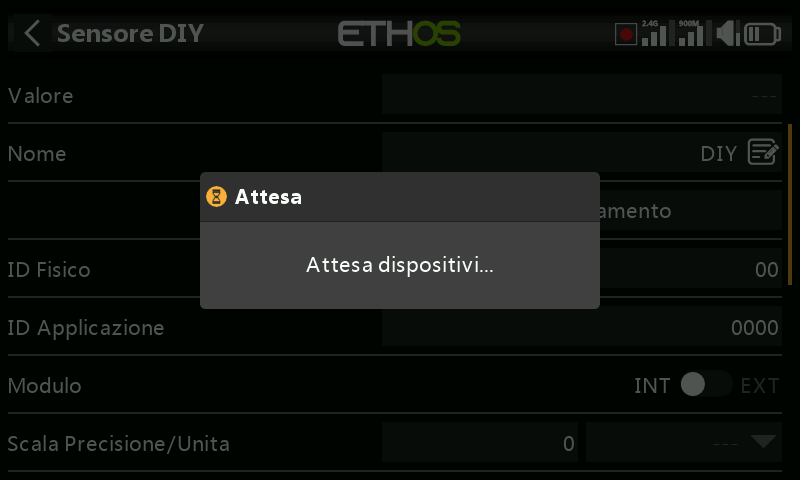 Sensore DIY
ETHOS
2.4G
900M
Valore
---
Nome
DIY
Attesa
amento
Attesa dispositivi...
ID Fisico
00
ID Applicazione
0000
Modulo
INT
EXT
Scala Precisione/Unita
0
---